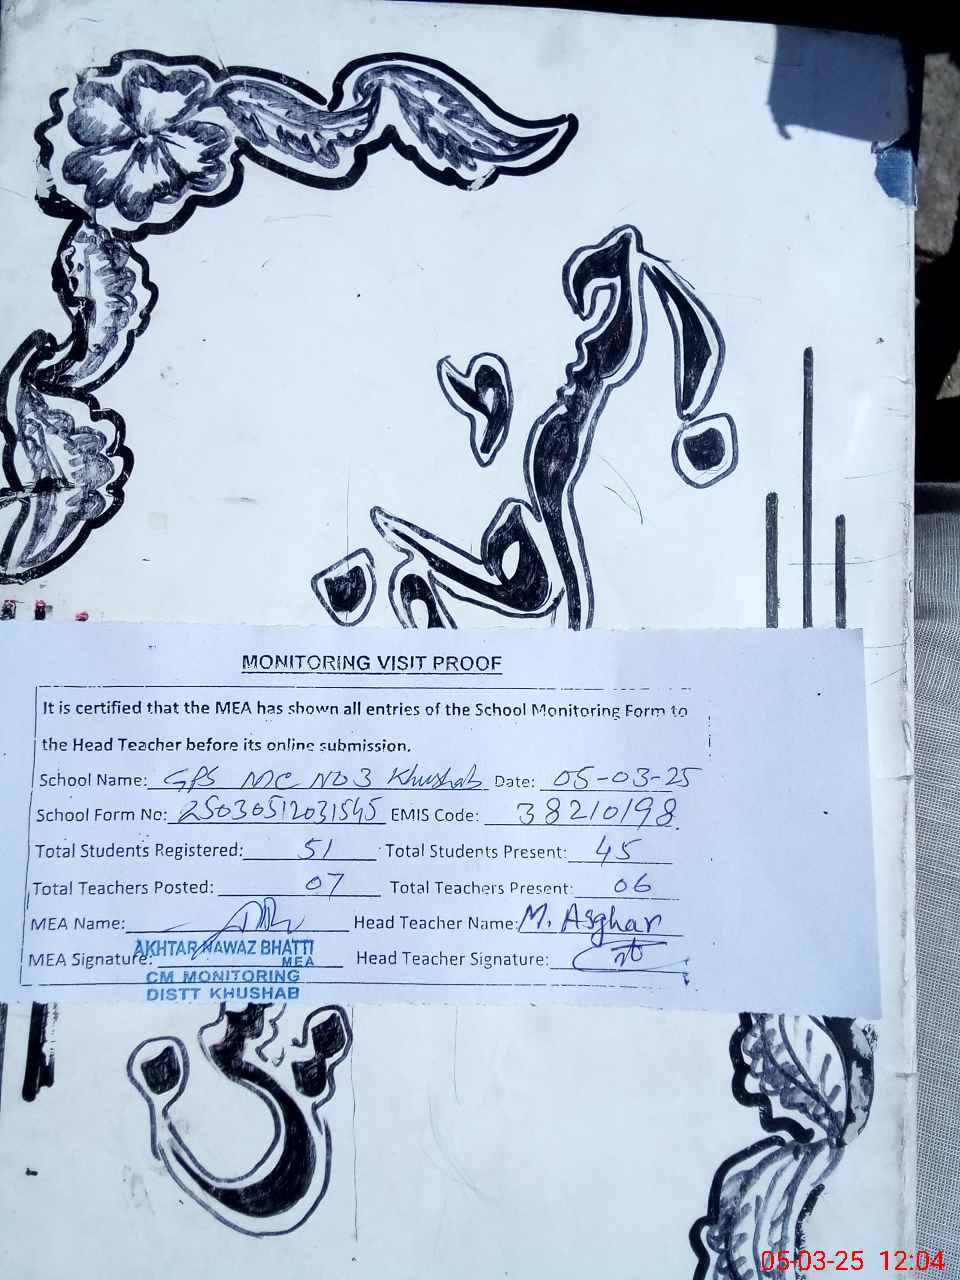 MONITORING VISIT PROOF
It is certified that the MEA has shown all entries of the School Monitoring Form to
the Head Teacher before its online submission.
School Name: GPS MC NO 3 Khushab Date: 05-03-25
School Form No: 25030512031545 EMIS Code: 38210198
Total Students Registered: 51 Total Students Present: 45
Total Teachers Posted: 07 Total Teachers Present: 06
MEA Name: Head Teacher Name: M. Asghar
MEA Signature: Head Teacher Signature:
AKHTAR NAWAZ BHATTI
MEA
CM MONITORING
DISTT KHUSHAB
05-03-25 12:04